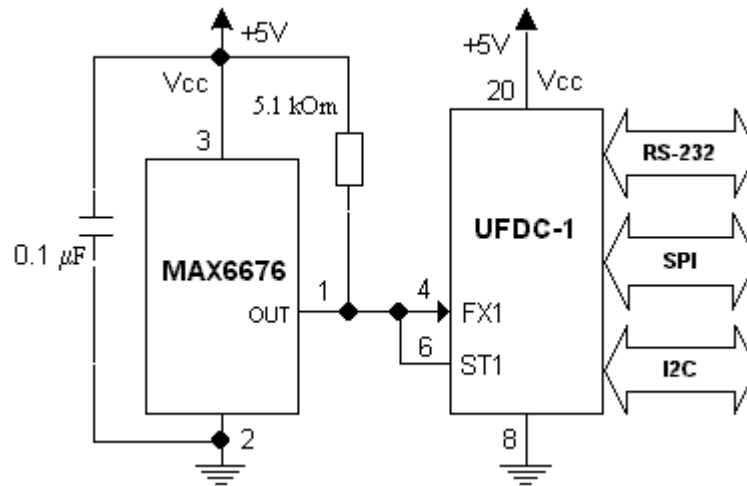 +5V
+5V
Vcc
20
Vcc
5.1 kOm
3
RS-232
UFDC-1
0.1 μF
MAX6676
SPI
1
4
OUT
FX1
6
ST1
I2C
2
8